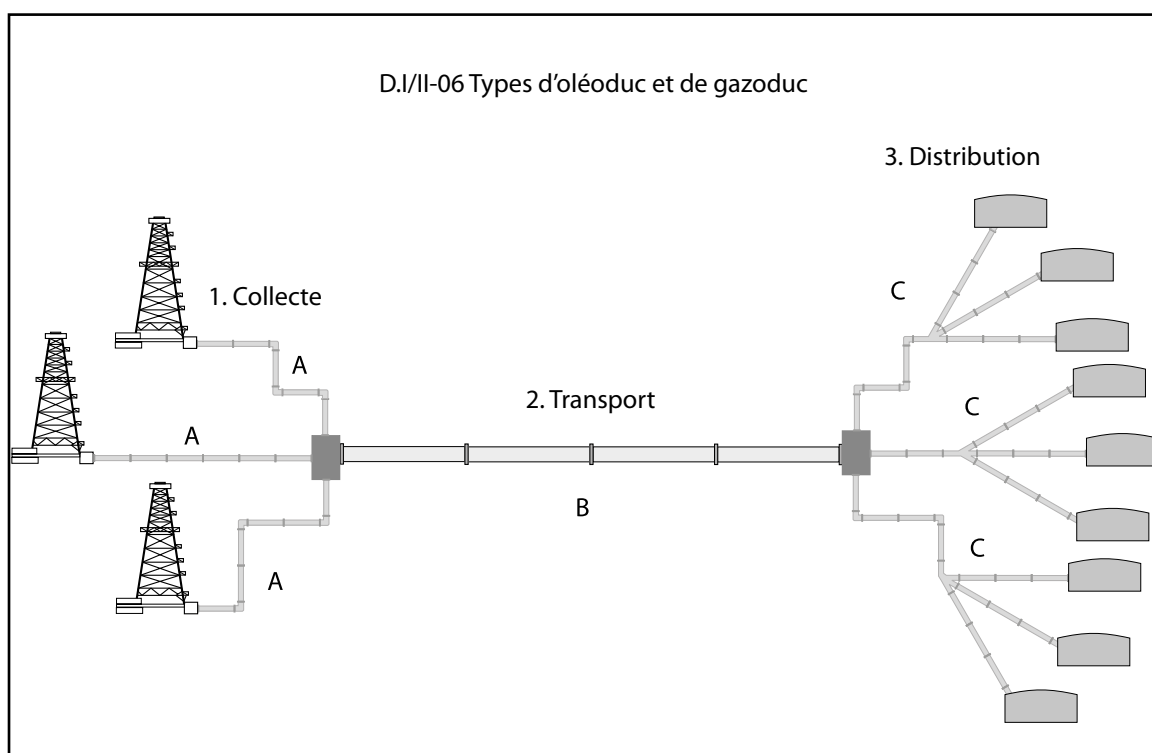 D.I/II-06 Types d’oléoduc et de gazoduc
3. Distribution
1. Collecte
C
A
2. Transport
C
A
B
C
A